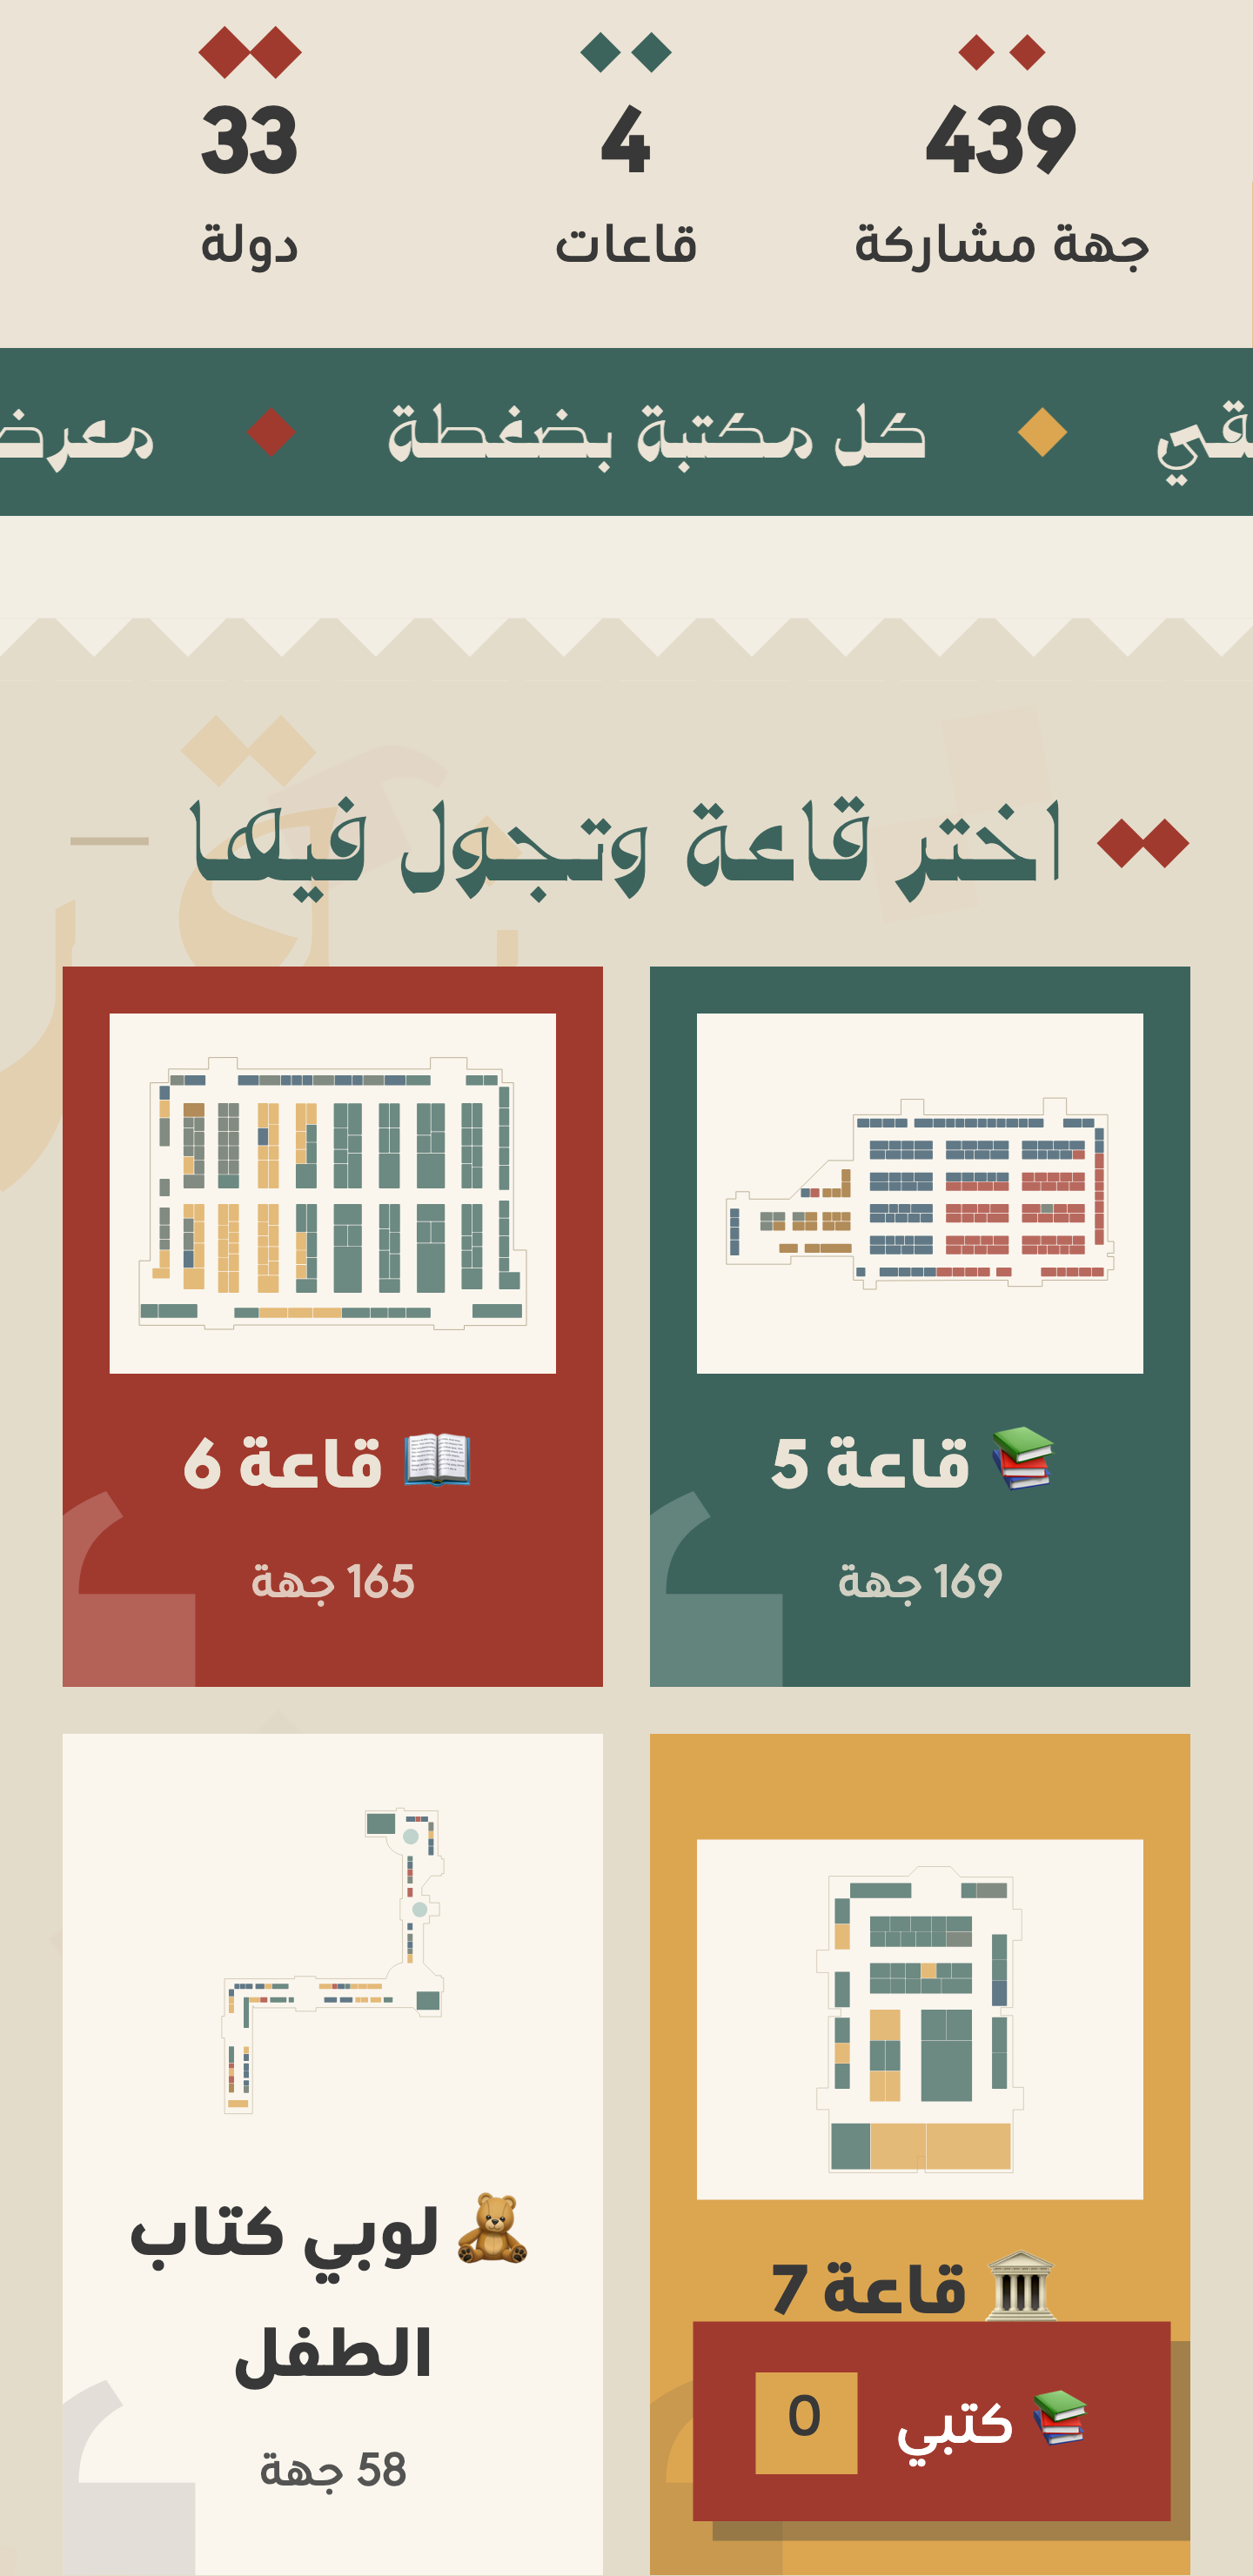 439
جهة مشاركة
4
قاعات
33
دولة
كل مكتبة بضغطة
اختر قاعة وتجول فيها
قاعة 5
169 جهة
قاعة 6
165 جهة
قاعة 7
لوبي كتاب
الطفل
58 جهة
كتبي
0